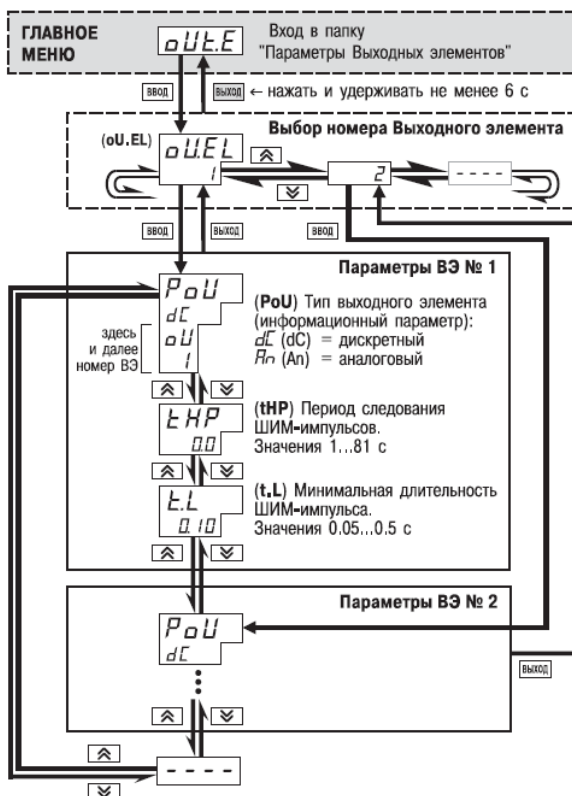 ГЛАВНОЕ
МЕНЮ
oUt.E
Вход в папку
"Параметры Выходных элементов"
ввод
выход
← нажать и удерживать не менее 6 с
Выбор номера Выходного элемента
(oU.EL)
oU.EL
1
2
- - - -
ввод
выход
ввод
Параметры ВЭ № 1
PoU
dC
oU
1
здесь
и далее
номер ВЭ
(PoU) Тип выходного элемента
(информационный параметр):
dC (dC) = дискретный
An (An) = аналоговый
tHP
0.0
(tHP) Период следования
ШИМ-импульсов.
Значения 1...81 с
t.L
0.10
(t.L) Минимальная длительность
ШИМ-импульса.
Значения 0.05...0.5 с
Параметры ВЭ № 2
PoU
dC
выход
- - - -